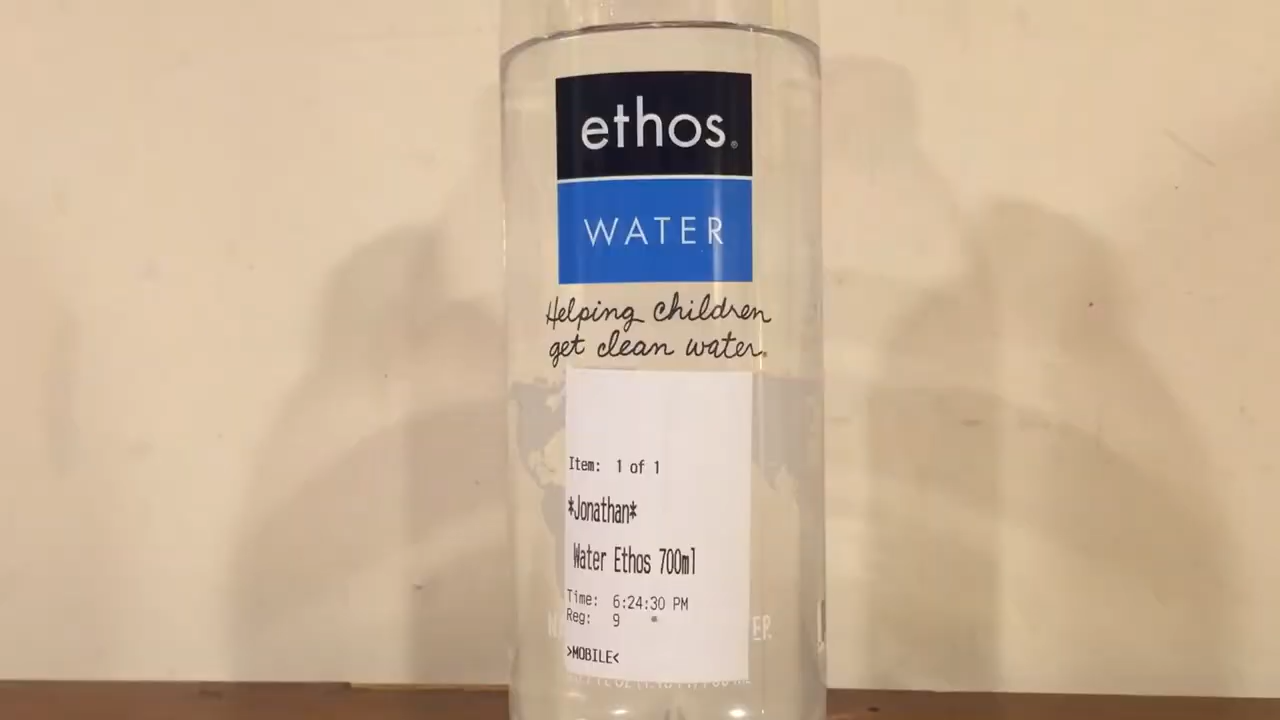 ethos®
WATER
Helping children
get clean water.
Item: 1 of 1
*Jonathan*
Water Ethos 700ml
Time: 6:24:30 PM
Reg: 9
>MOBILE<